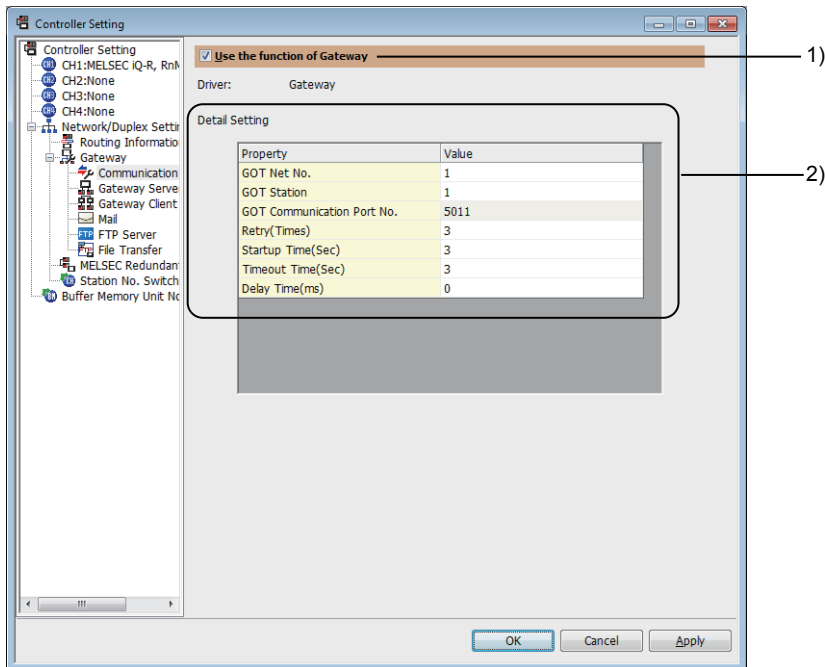 Controller Setting
Controller Setting
CH1:MELSEC iQ-R, RnM
CH2:None
CH3:None
CH4:None
Network/Duplex Settin
Routing Informatio
Gateway
Communication
Gateway Serve
Gateway Client
Mail
FTP Server
File Transfer
MELSEC Redundan
Station No. Switch
Buffer Memory Unit No
Use the function of Gateway
1)
Driver: Gateway
Detail Setting
Property Value
GOT Net No. 1
GOT Station 1
2)
GOT Communication Port No. 5011
Retry(Times) 3
Startup Time(Sec) 3
Timeout Time(Sec) 3
Delay Time(ms) 0
OK Cancel Apply